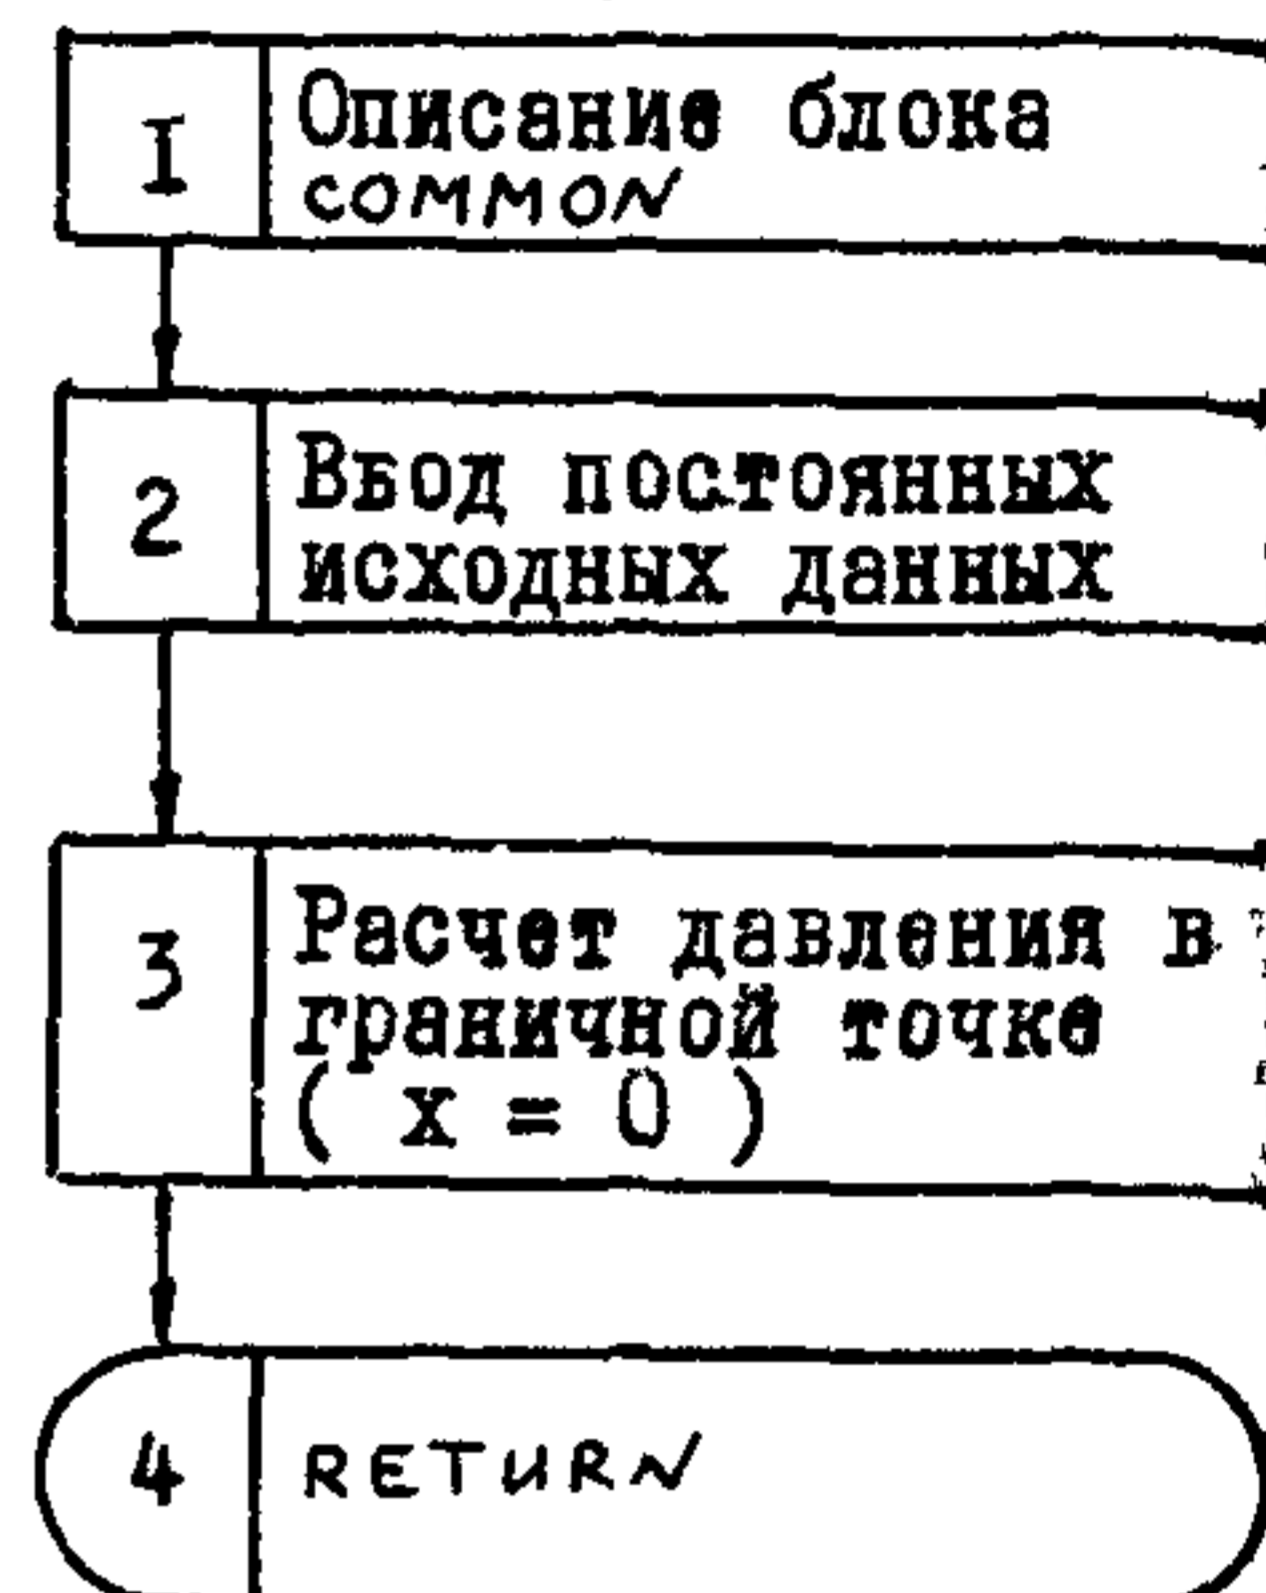 I
Описание блока
COMMON
2
Ввод постоянных
исходных данных
3
Расчет давления в
граничной точке
( x = 0 )
4
RETURN